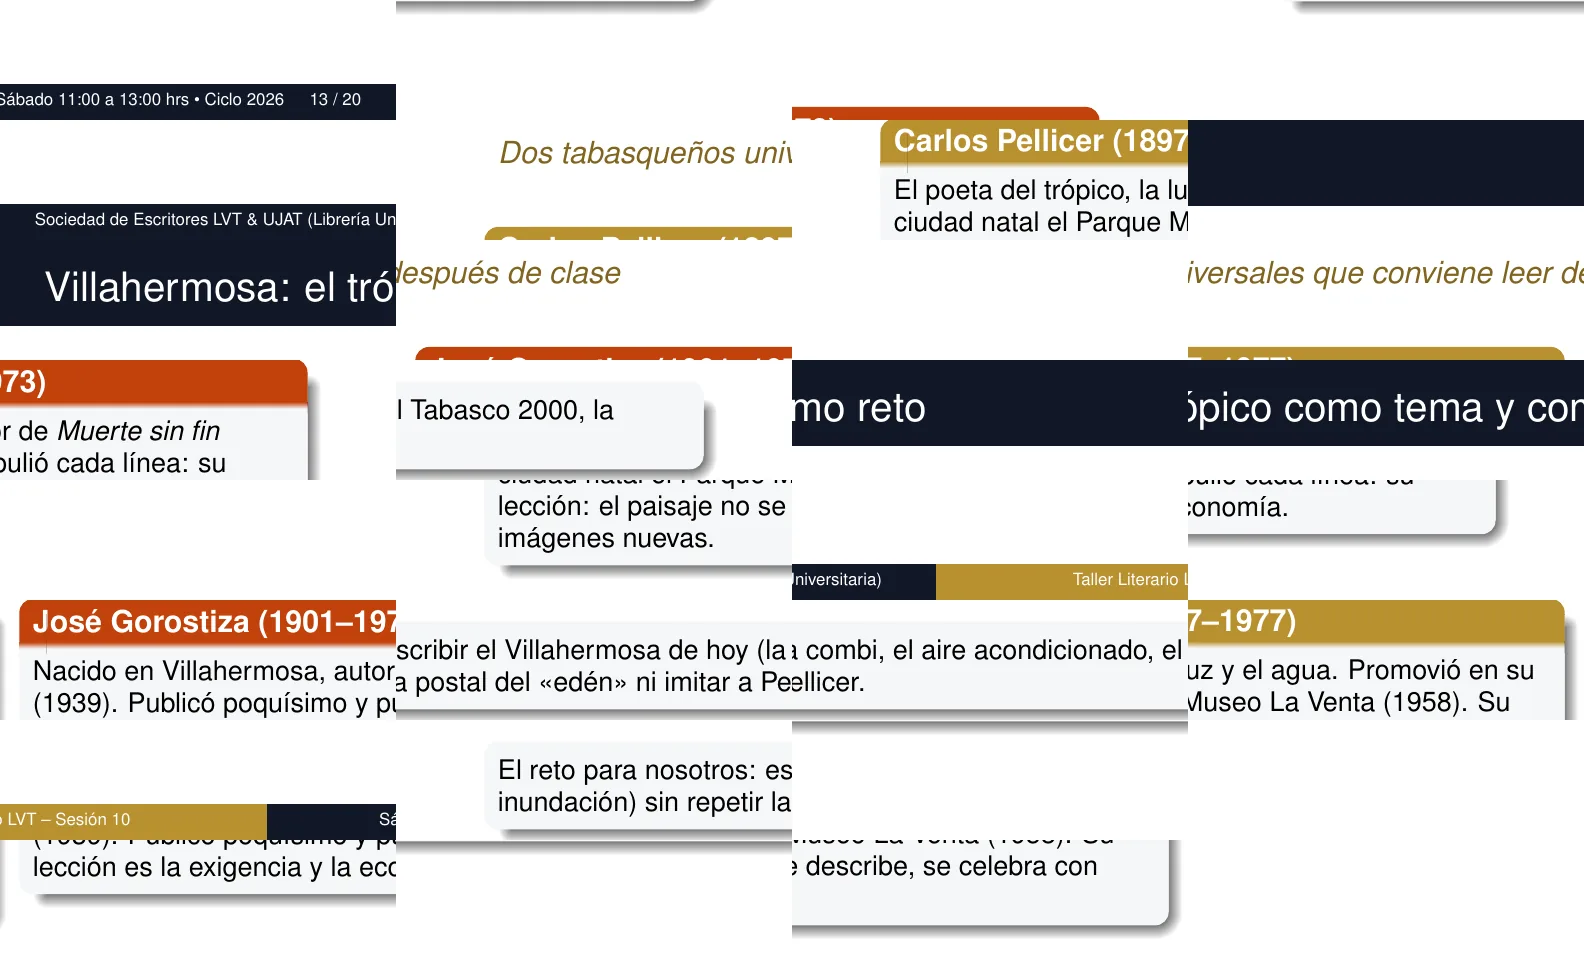 Villahermosa: el trópico como tema y como reto
Dos tabasqueños universales que conviene leer después de clase
Carlos Pellicer (1897–1977)
El poeta del trópico, la luz y el agua. Promovió en su
ciudad natal el Parque Museo La Venta (1958). Su
lección: el paisaje no se describe, se celebra con
imágenes nuevas.
José Gorostiza (1901–1973)
Nacido en Villahermosa, autor de Muerte sin fin
(1939). Publicó poquísimo y pulió cada línea: su
lección es la exigencia y la economía.
El reto para nosotros: escribir el Villahermosa de hoy (la combi, el aire acondicionado, el Tabasco 2000, la
inundación) sin repetir la postal del «edén» ni imitar a Pellicer.
Sociedad de Escritores LVT & UJAT (Librería Universitaria)
Taller Literario LVT – Sesión 10
Sábado 11:00 a 13:00 hrs • Ciclo 2026
13 / 20